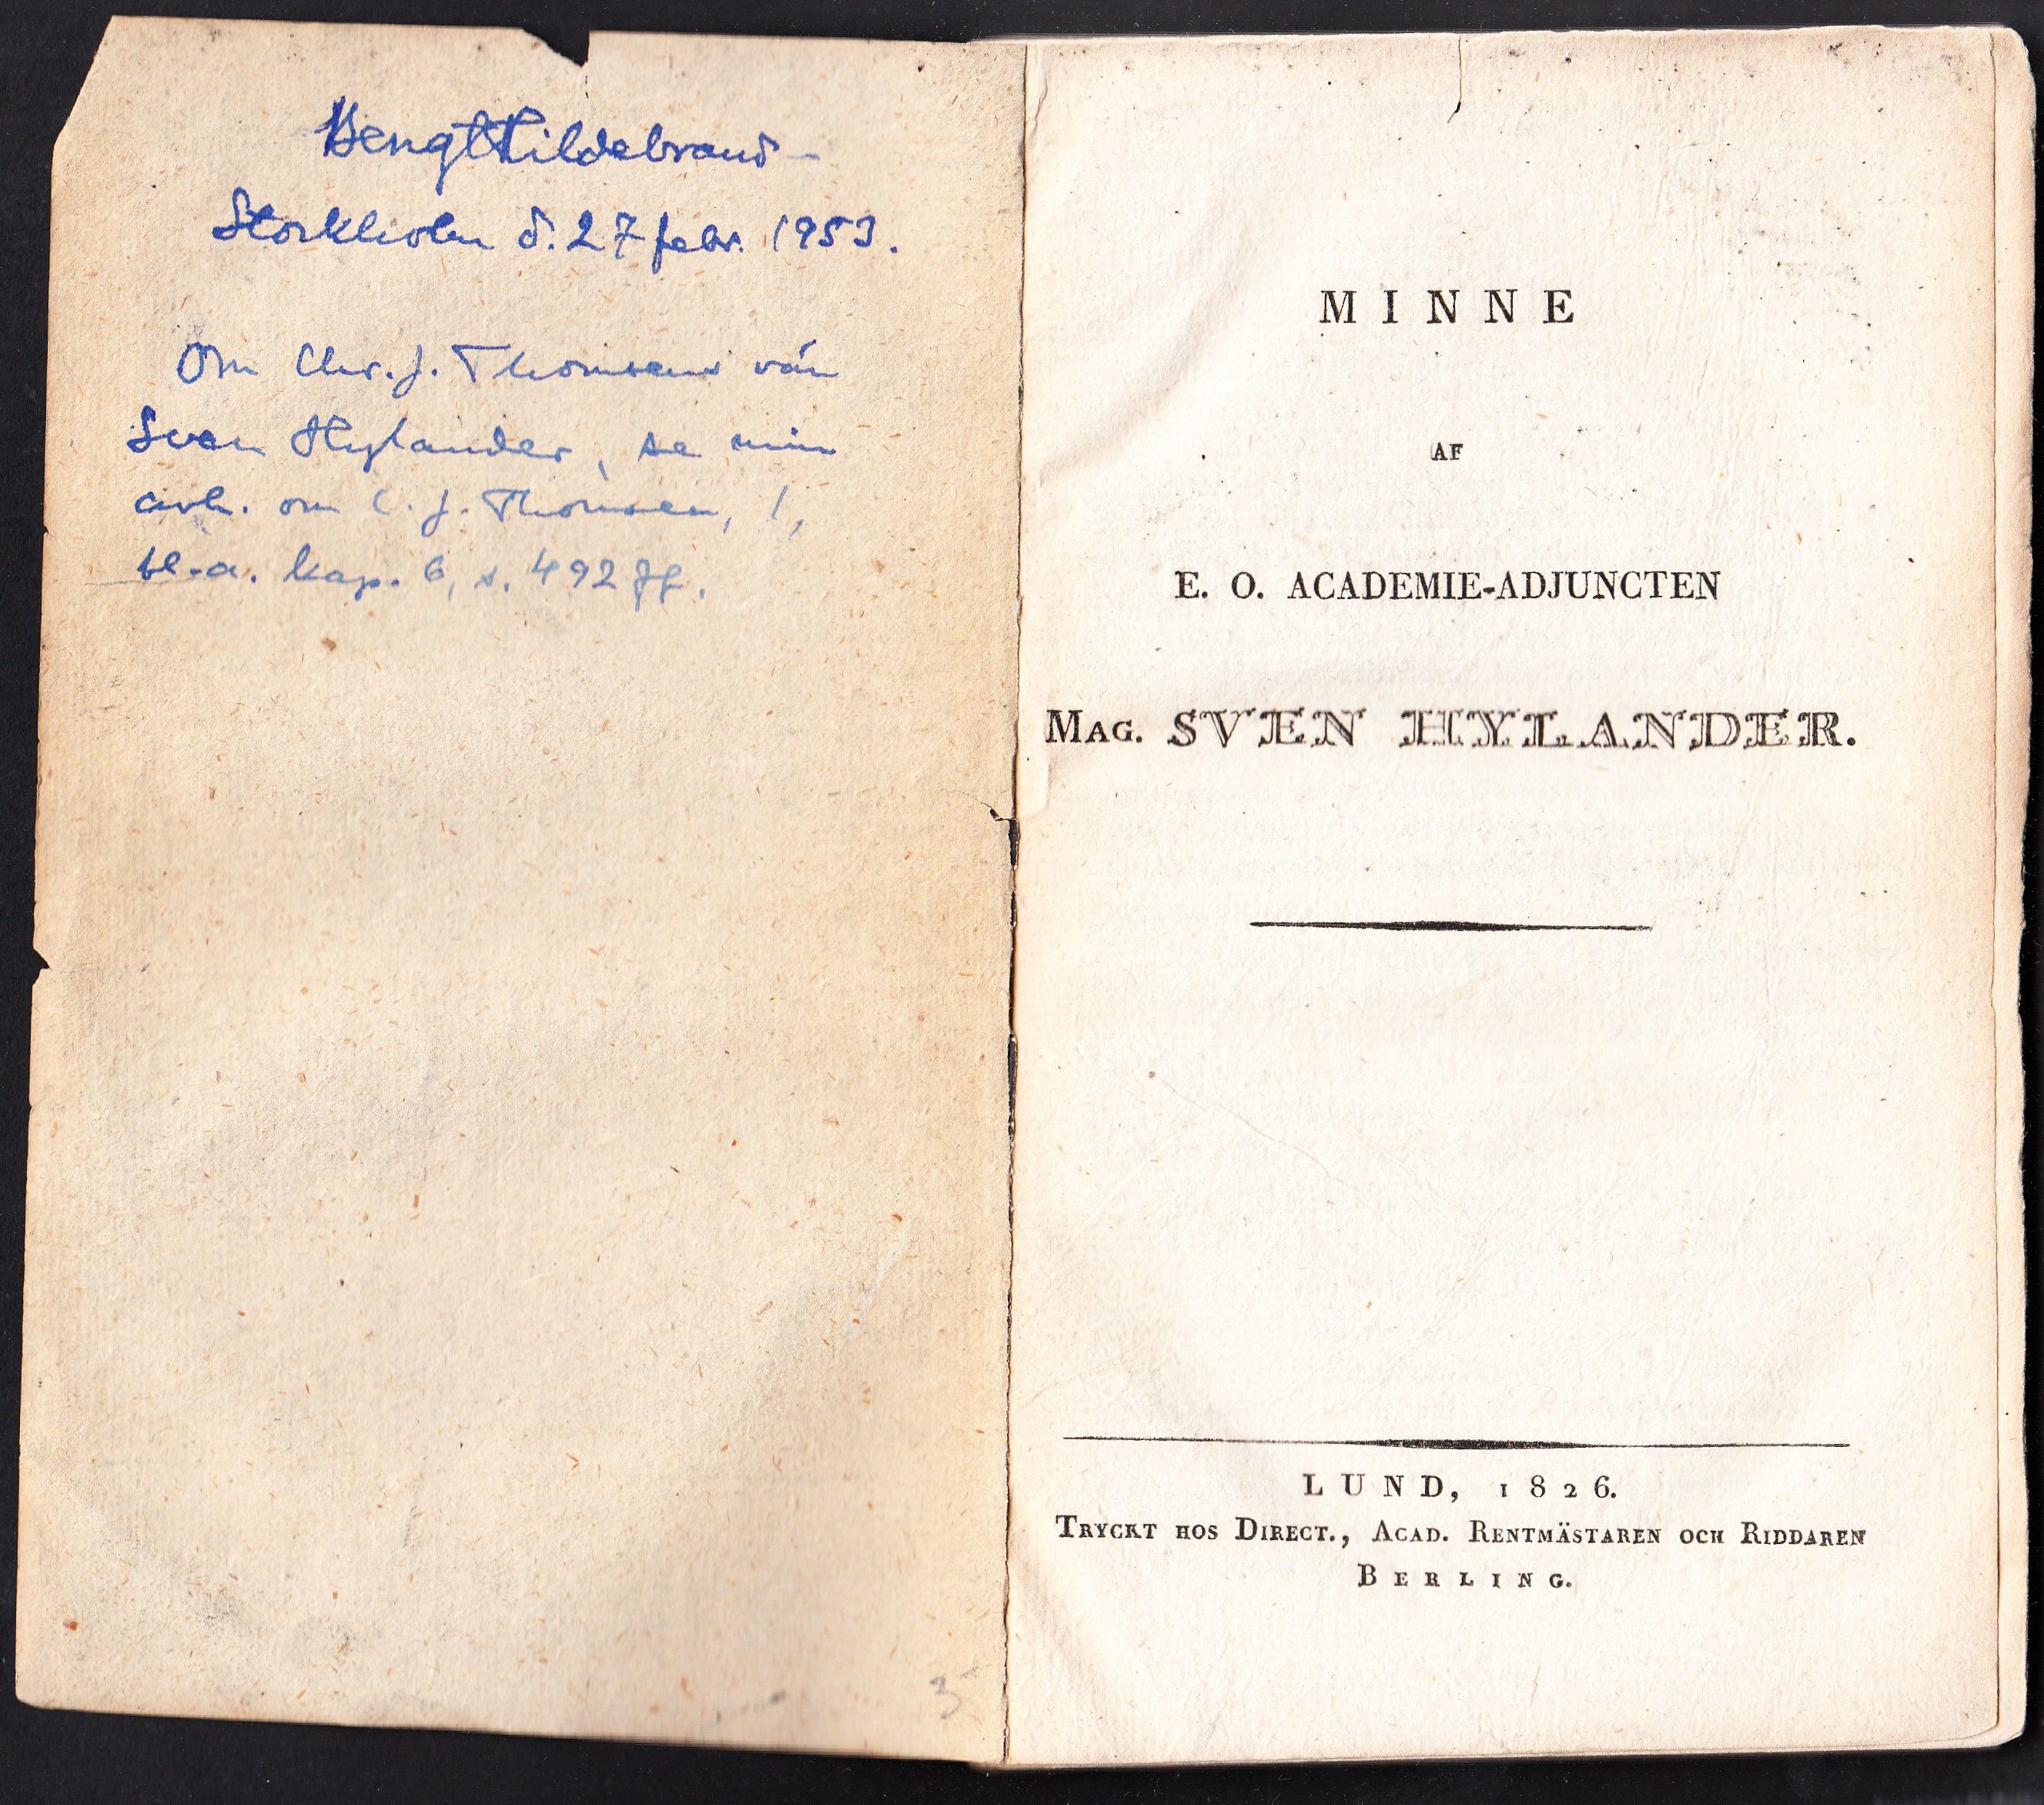 Bengt Hildebrand
Stockholm d. 27 febr. 1953.
Om Chr. J. Thomsens vän
Sven Hylander, se min
avh. om C. J. Thomsen, I,
bl.a. kap. 6, s. 492 ff.
3
MINNE
AF
E. O. ACADEMIE-ADJUNCTEN
MAG. SVEN HYLANDER.
LUND, 1826.
TRYCKT HOS DIRECT., ACAD. RENTMÄSTAREN OCH RIDDAREN
BERLING.